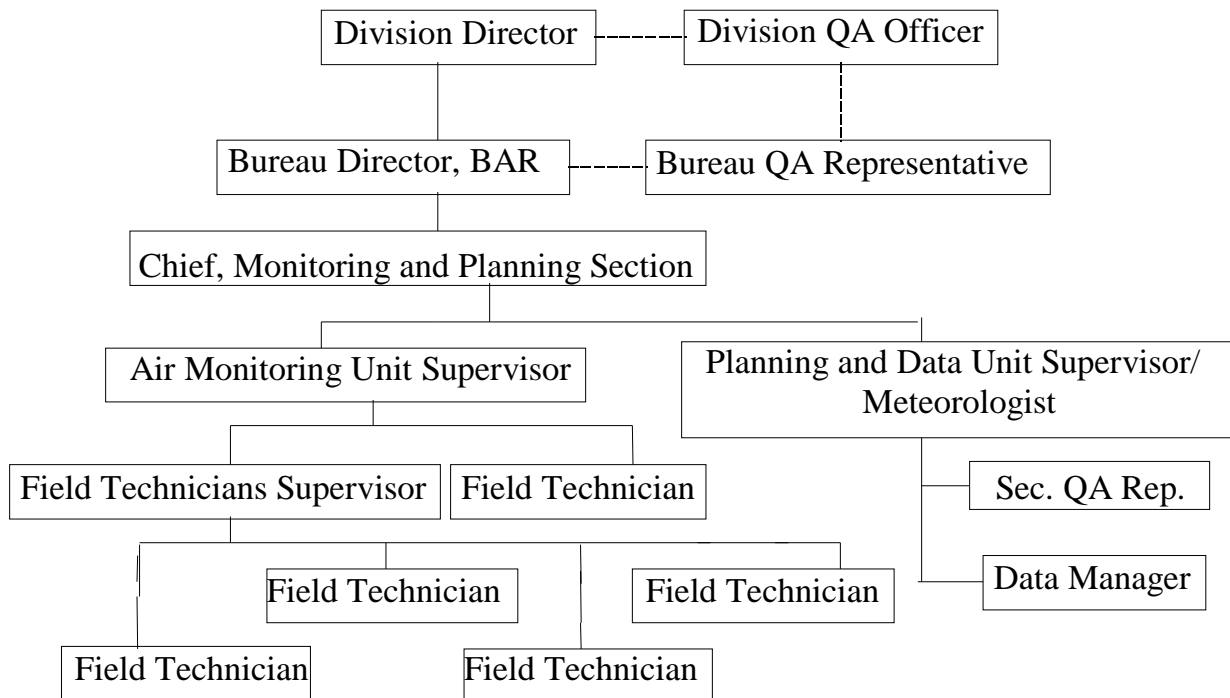 Division Director
Division QA Officer
Bureau Director, BAR
Bureau QA Representative
Chief, Monitoring and Planning Section
Air Monitoring Unit Supervisor
Planning and Data Unit Supervisor/
Meteorologist
Field Technicians Supervisor
Field Technician
Sec. QA Rep.
Field Technician
Field Technician
Data Manager
Field Technician
Field Technician